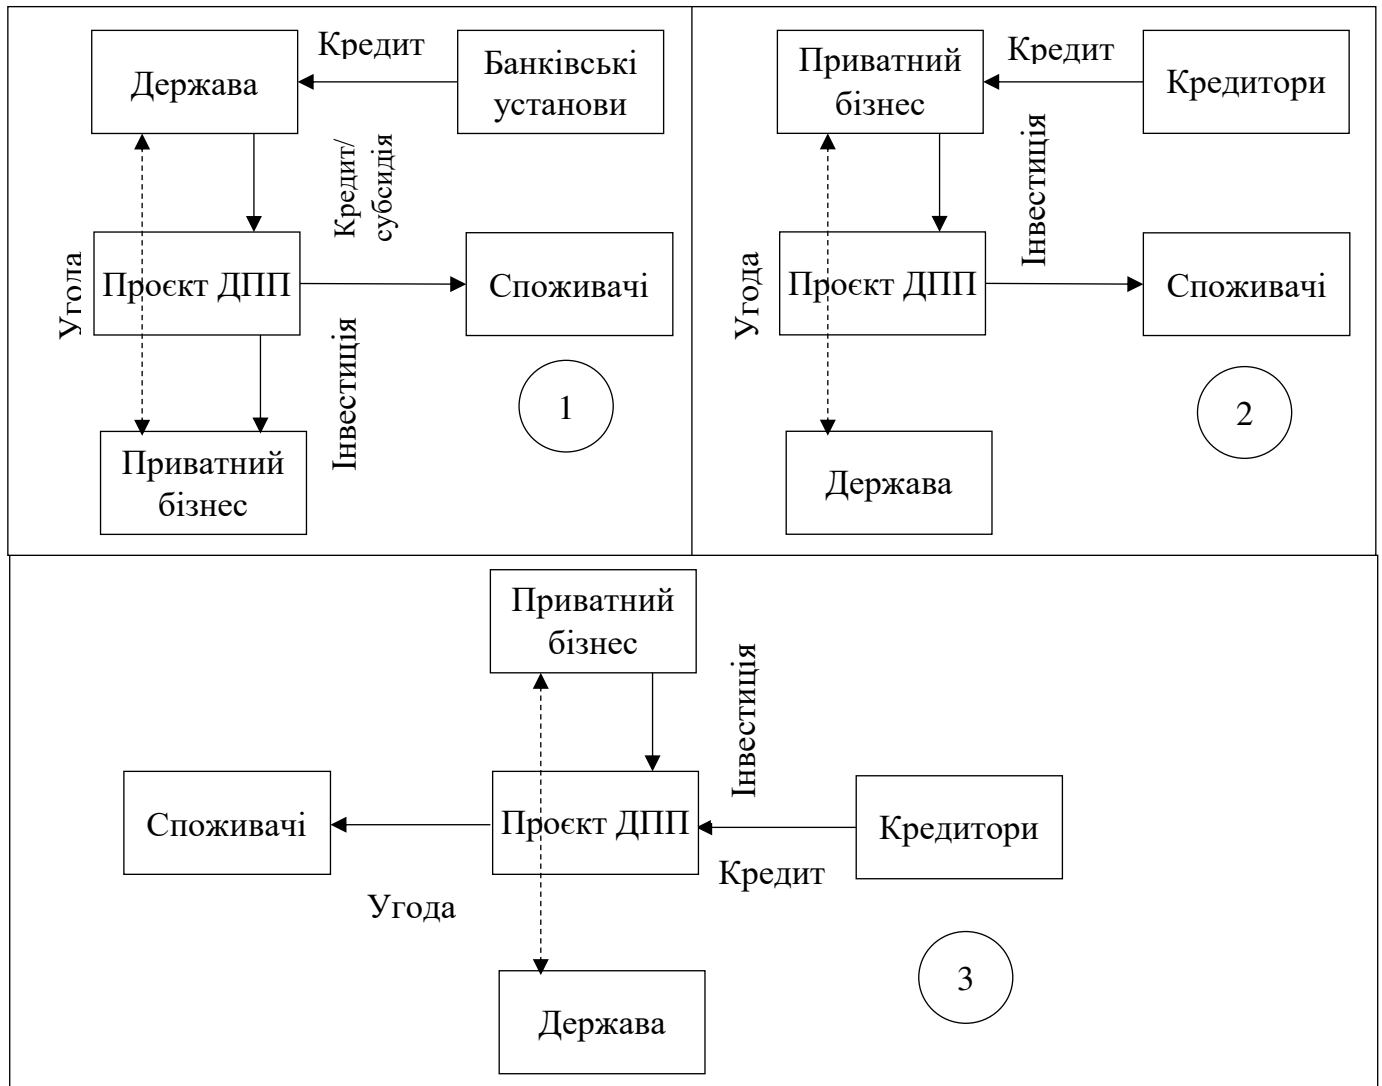 Кредит
Держава
Банківські
установи
Кредит/
субсидія
Угода
Проєкт ДПП
Споживачі
Інвестиція
1
Приватний
бізнес
Приватний
бізнес
Кредит
Кредитори
Інвестиція
Угода
Проєкт ДПП
Споживачі
2
Держава
Приватний
бізнес
Інвестиція
Споживачі
Проєкт ДПП
Кредитори
Кредит
Угода
3
Держава